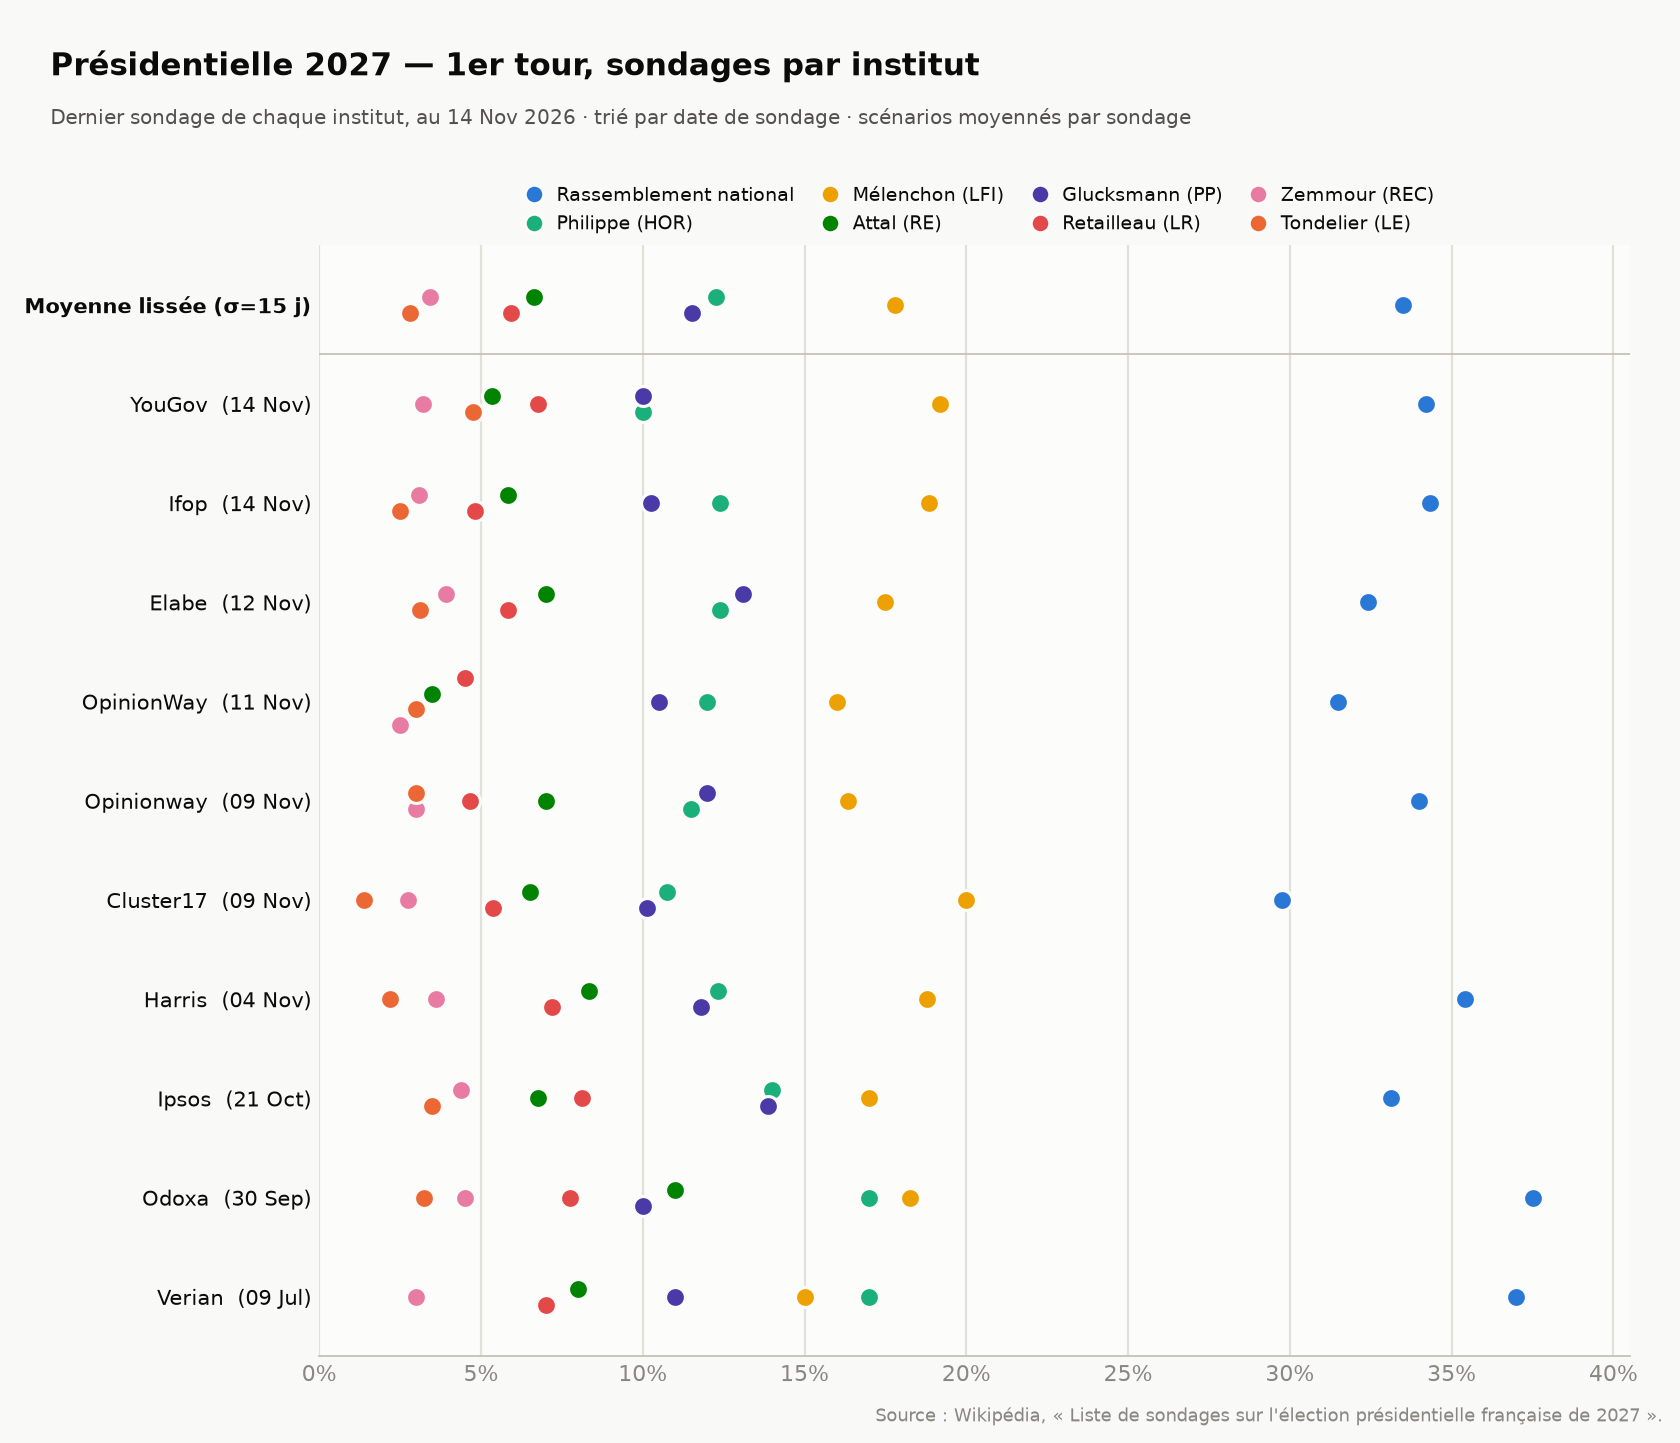 Présidentielle 2027 — 1er tour, sondages par institut
Dernier sondage de chaque institut, au 14 Nov 2026 · trié par date de sondage · scénarios moyennés par sondage
Rassemblement national
Mélenchon (LFI)
Glucksmann (PP)
Zemmour (REC)
Philippe (HOR)
Attal (RE)
Retailleau (LR)
Tondelier (LE)
Moyenne lissée (σ=15 j)
YouGov (14 Nov)
Ifop (14 Nov)
Elabe (12 Nov)
OpinionWay (11 Nov)
Opinionway (09 Nov)
Cluster17 (09 Nov)
Harris (04 Nov)
Ipsos (21 Oct)
Odoxa (30 Sep)
Verian (09 Jul)
0% 5% 10% 15% 20% 25% 30% 35% 40%
Source : Wikipédia, « Liste de sondages sur l'élection présidentielle française de 2027 ».